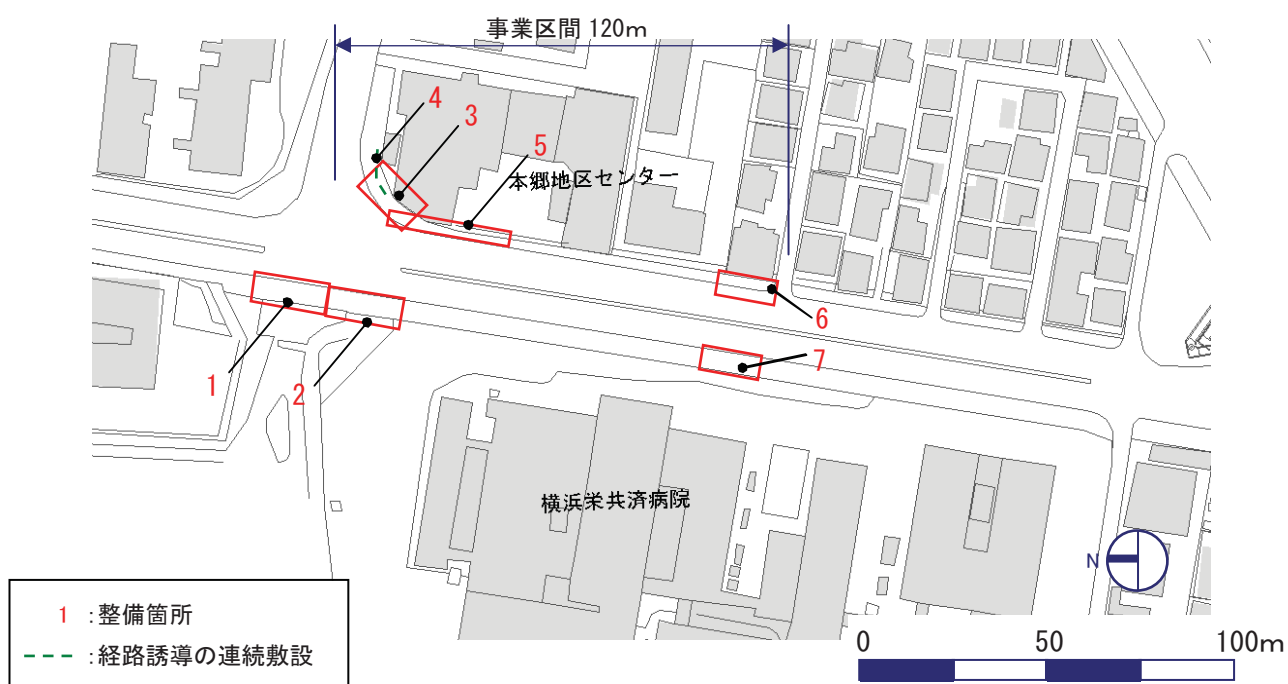 事業区間 120m
4
3
5
本郷地区センター
6
7
1
2
横浜栄共済病院
N
1 :整備箇所
:経路誘導の連続敷設
0 50 100m